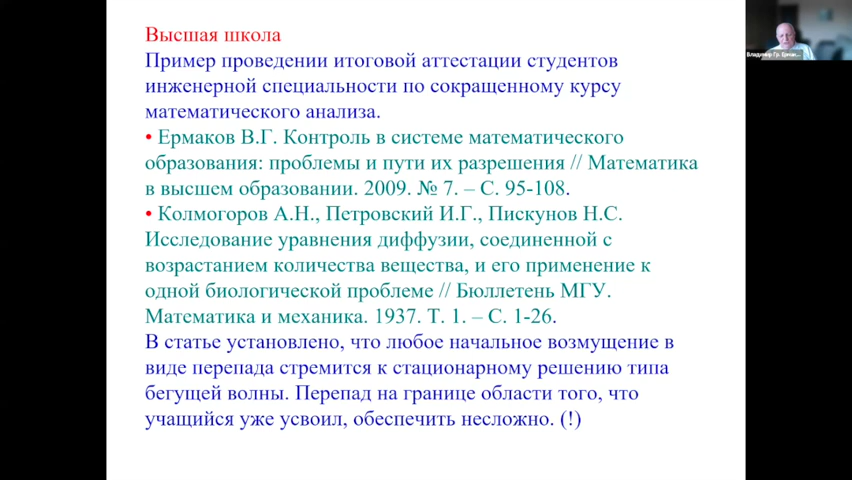 Высшая школа
Пример проведении итоговой аттестации студентов
инженерной специальности по сокращенному курсу
математического анализа.
• Ермаков В.Г. Контроль в системе математического
образования: проблемы и пути их разрешения // Математика
в высшем образовании. 2009. № 7. – С. 95-108.
• Колмогоров А.Н., Петровский И.Г., Пискунов Н.С.
Исследование уравнения диффузии, соединенной с
возрастанием количества вещества, и его применение к
одной биологической проблеме // Бюллетень МГУ.
Математика и механика. 1937. Т. 1. – С. 1-26.
В статье установлено, что любое начальное возмущение в
виде перепада стремится к стационарному решению типа
бегущей волны. Перепад на границе области того, что
учащийся уже усвоил, обеспечить несложно. (!)
Владимир Гр. Ермак...